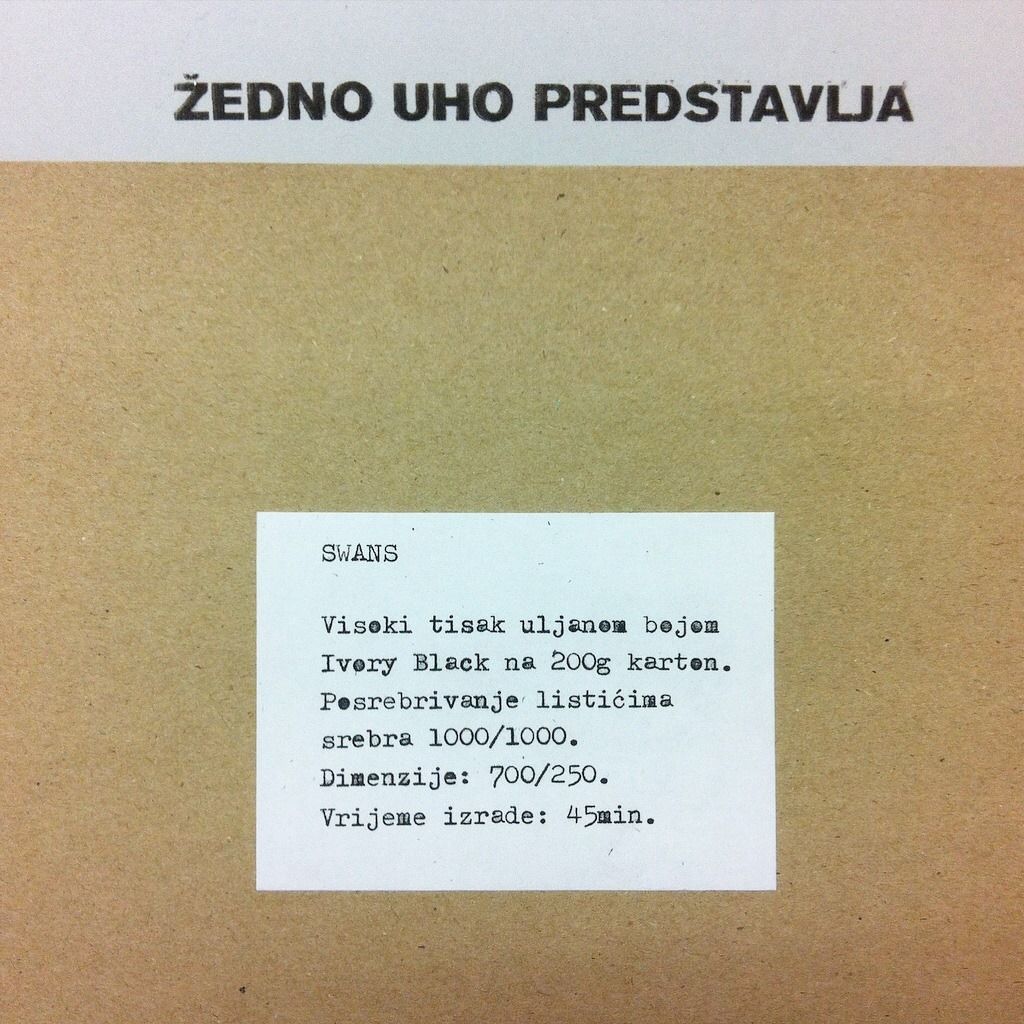 ŽEDNO UHO PREDSTAVLJA
SWANS
Visoki tisak uljanom bojom
Ivory Black na 200g karton.
Posrebrivanje listićima
srebra 1000/1000.
Dimenzije: 700/250.
Vrijeme izrade: 45min.